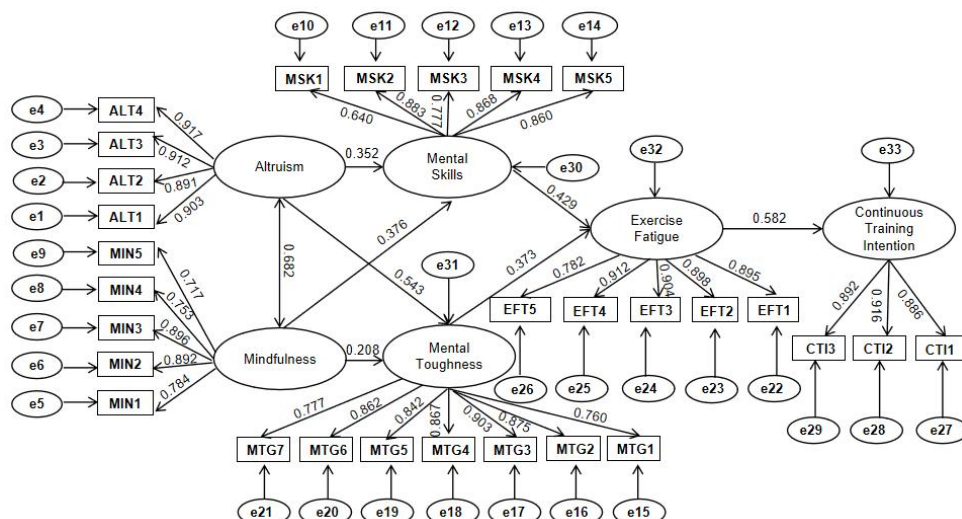 e10
e11
e12
e13
e14
MSK1
MSK2
MSK3
MSK4
MSK5
0.640
0.883
0.777
0.868
0.860
e4
ALT4
e3
ALT3
e2
ALT2
e1
ALT1
0.917
0.912
0.891
0.903
Altruism
0.352
Mental
Skills
e30
e32
e33
0.429
Exercise
Fatigue
0.582
Continuous
Training
Intention
0.682
0.376
0.543
e31
0.373
e9
MIN5
e8
MIN4
e7
MIN3
e6
MIN2
e5
MIN1
0.717
0.753
0.896
0.892
0.784
Mindfulness
0.208
Mental
Toughness
0.782
0.912
0.904
0.898
0.895
EFT5
EFT4
EFT3
EFT2
EFT1
e26
e25
e24
e23
e22
0.892
0.916
0.886
CTI3
CTI2
CTI1
e29
e28
e27
0.777
0.862
0.842
0.867
0.903
0.875
0.760
MTG7
MTG6
MTG5
MTG4
MTG3
MTG2
MTG1
e21
e20
e19
e18
e17
e16
e15